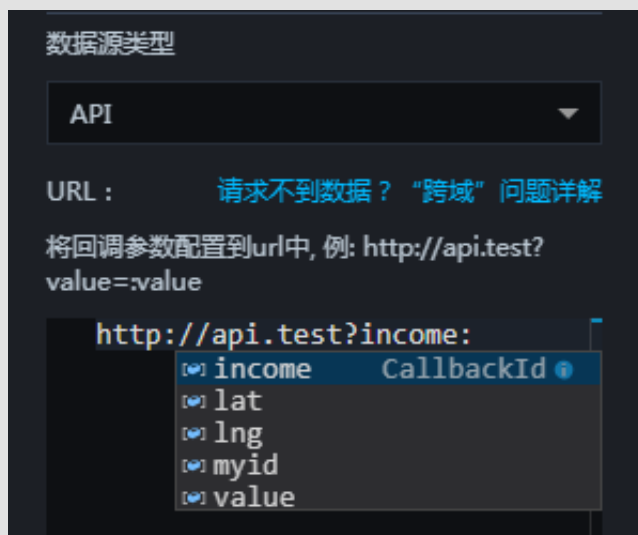 数据源类型
API
URL： 请求不到数据？“跨域”问题详解
将回调参数配置到url中, 例: http://api.test?
value=:value
http://api.test?income:
income CallbackId
lat
lng
myid
value